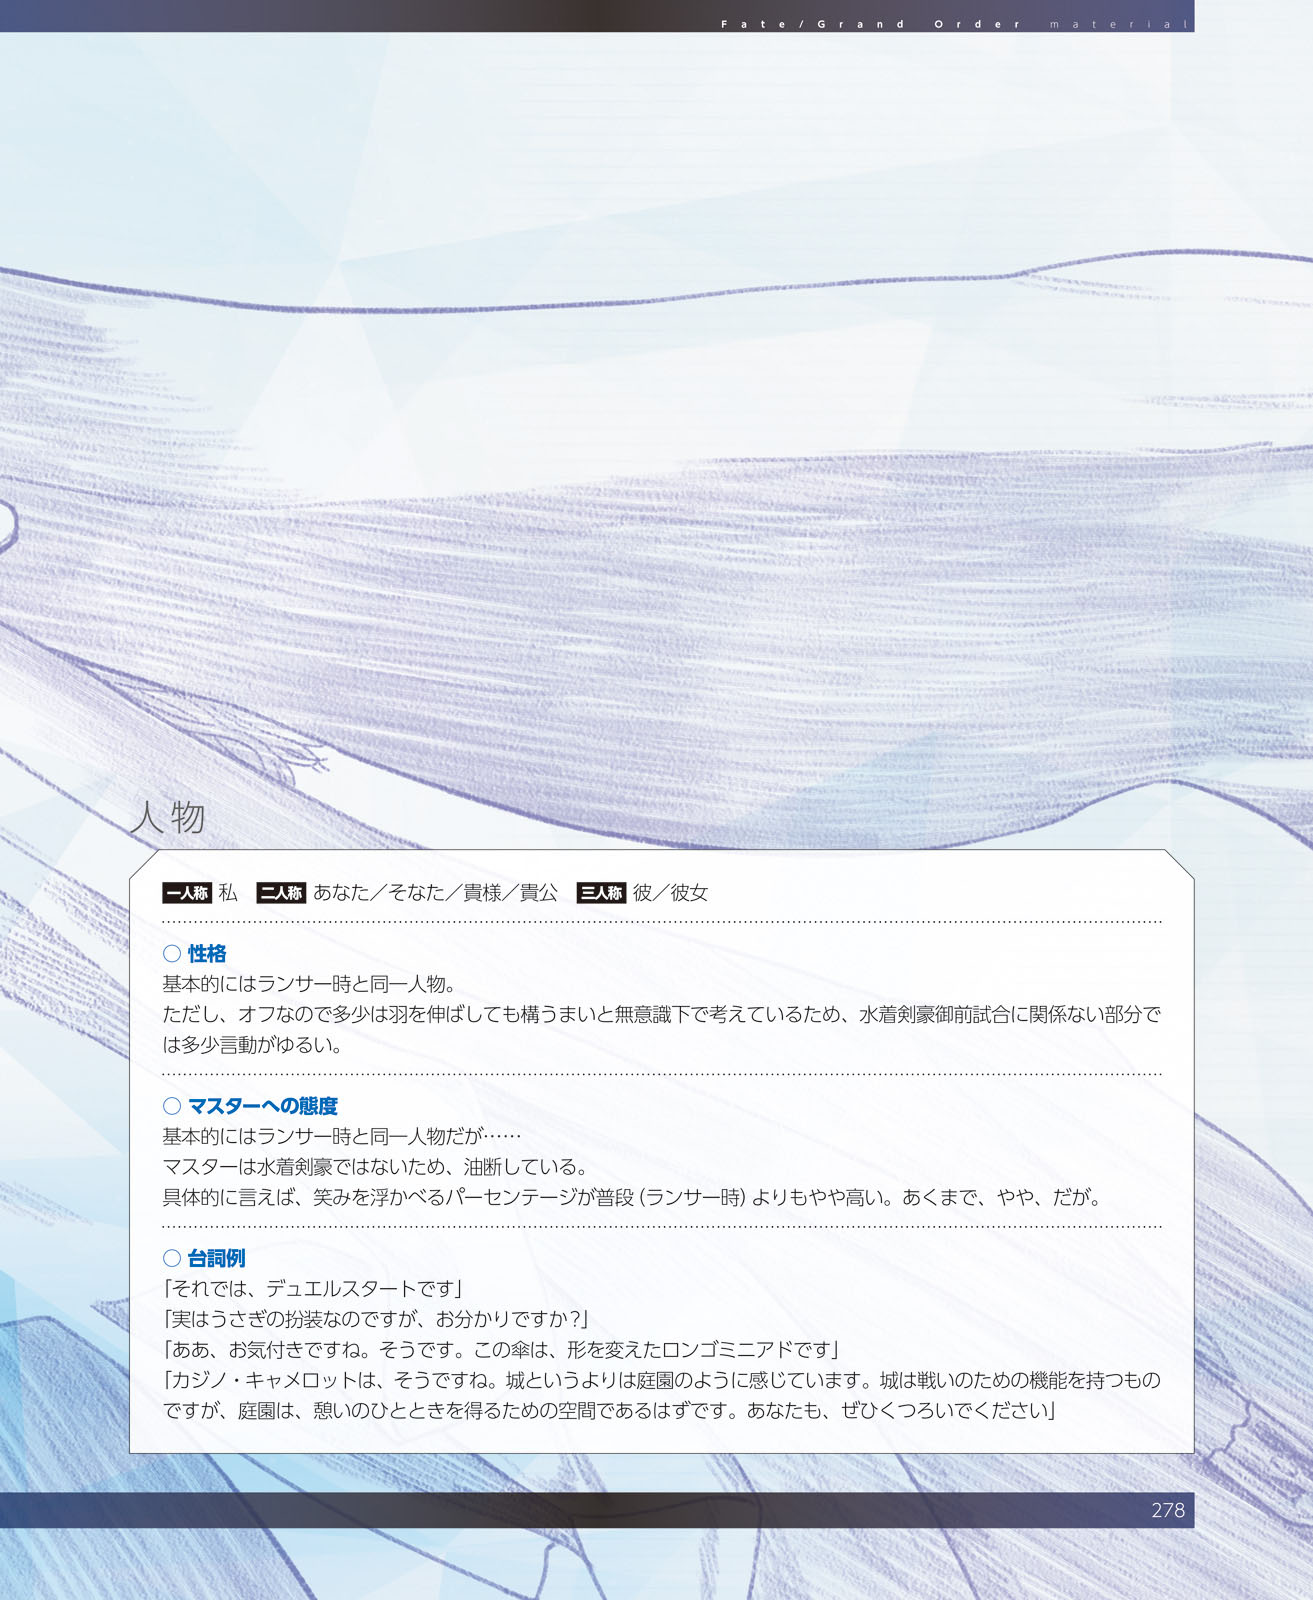 Fate/Grand Order material
人物
一人称 私 二人称 あなた／そなた／貴様／貴公 三人称 彼／彼女
○ 性格
基本的にはランサー時と同一人物。
ただし、オフなので多少は羽を伸ばしても構うまいと無意識下で考えているため、水着剣豪御前試合に関係ない部分で
は多少言動がゆるい。
○ マスターへの態度
基本的にはランサー時と同一人物だが……
マスターは水着剣豪ではないため、油断している。
具体的に言えば、笑みを浮かべるパーセンテージが普段（ランサー時）よりもやや高い。あくまで、やや、だが。
○ 台詞例
「それでは、デュエルスタートです」
「実はうさぎの扮装なのですが、お分かりですか？」
「ああ、お気付きですね。そうです。この傘は、形を変えたロンゴミニアドです」
「カジノ・キャメロットは、そうですね。城というよりは庭園のように感じています。城は戦いのための機能を持つもの
ですが、庭園は、憩いのひとときを得るための空間であるはずです。あなたも、ぜひくつろいでください」
278